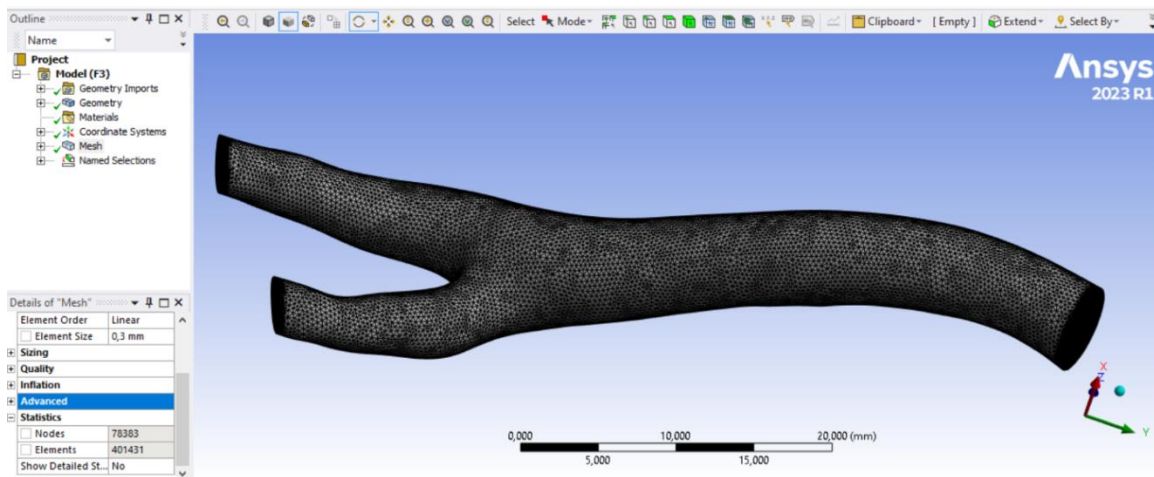 Outline
Name
Project
Model (F3)
Geometry Imports
Geometry
Materials
Coordinate Systems
Mesh
Named Selections
Select
Mode
Clipboard
[ Empty ]
Extend
Select By
Ansys
2023 R1
Details of "Mesh"
Element Order Linear
Element Size 0,3 mm
Sizing
Quality
Inflation
Advanced
Statistics
Nodes 78383
Elements 401431
Show Detailed St... No
0,000 10,000 20,000 (mm)
5,000 15,000
X
Z
Y